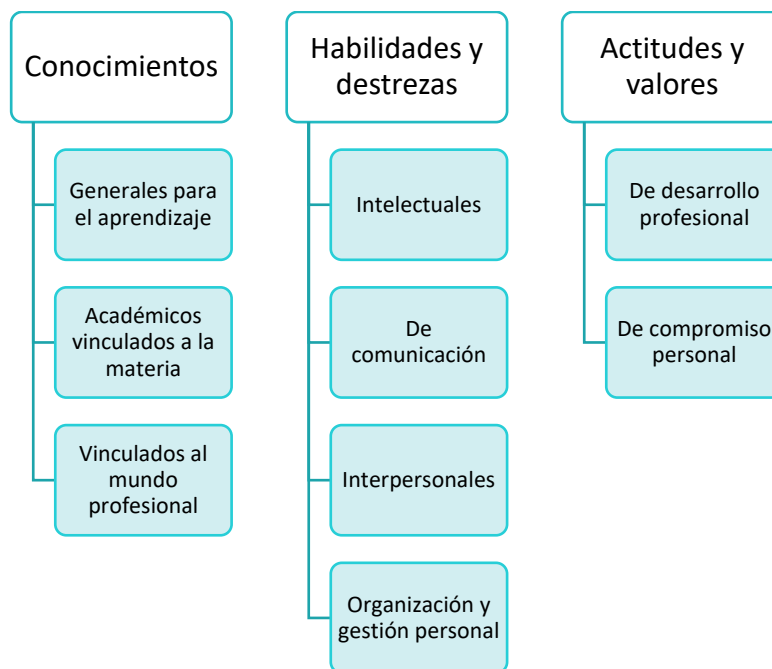 Conocimientos
Generales para
el aprendizaje
Académicos
vinculados a la
materia
Vinculados al
mundo
profesional
Habilidades y
destrezas
Intelectuales
De
comunicación
Interpersonales
Organización y
gestión personal
Actitudes y
valores
De desarrollo
profesional
De compromiso
personal